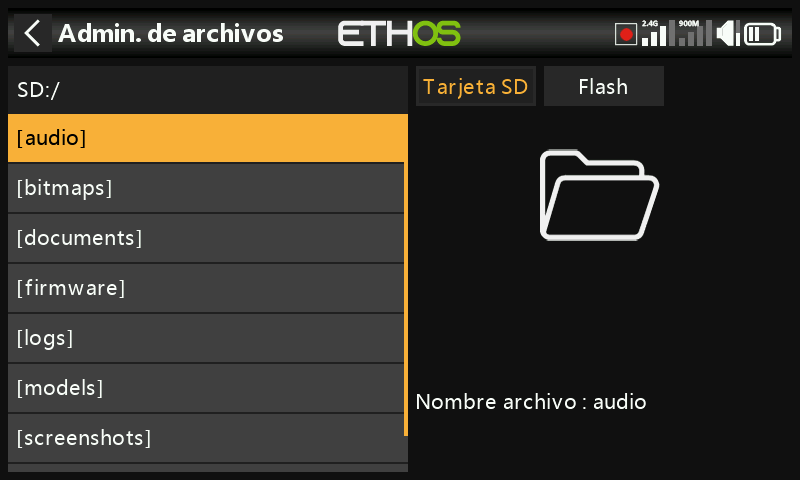 Admin. de archivos
ETHOS
2.4G
900M
SD:/
Tarjeta SD
Flash
[audio]
[bitmaps]
[documents]
[firmware]
[logs]
[models]
[screenshots]
Nombre archivo : audio